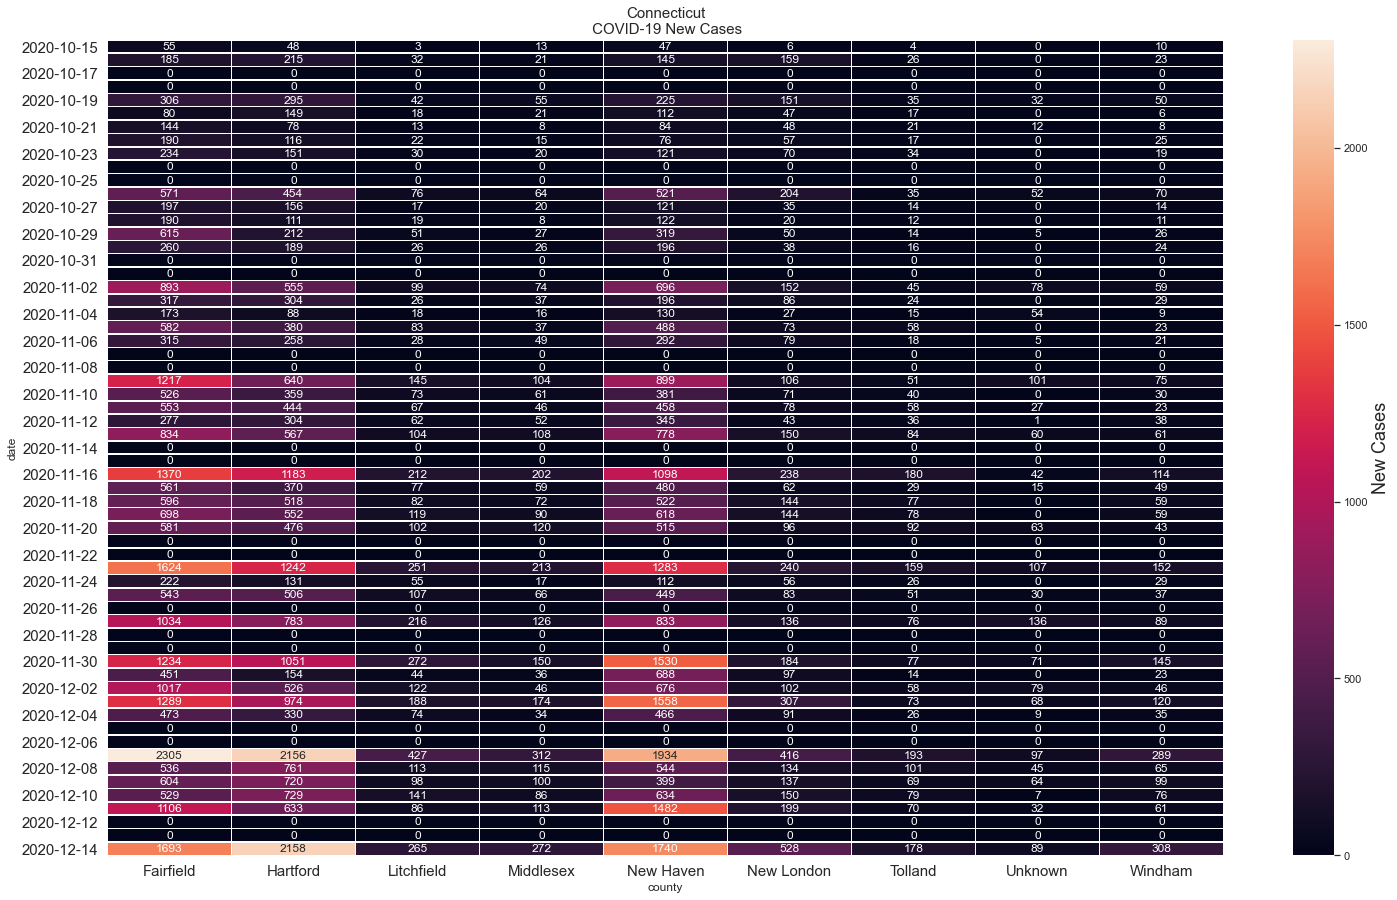 Connecticut
COVID-19 New Cases
2020-10-15 55 48 3 13 47 6 4 0 10
185 215 32 21 145 159 26 0 23
2020-10-17 0 0 0 0 0 0 0 0 0
0 0 0 0 0 0 0 0 0
2020-10-19 306 295 42 55 225 151 35 32 50
80 149 18 21 112 47 17 0 6
2020-10-21 144 78 13 8 84 48 21 12 8
190 116 22 15 76 57 17 0 25
2020-10-23 234 151 30 20 121 70 34 0 19
0 0 0 0 0 0 0 0 0
2020-10-25 0 0 0 0 0 0 0 0 0
571 454 76 64 521 204 35 52 70
2020-10-27 197 156 17 20 121 35 14 0 14
190 111 19 8 122 20 12 0 11
2020-10-29 615 212 51 27 319 50 14 5 26
260 189 26 26 196 38 16 0 24
2020-10-31 0 0 0 0 0 0 0 0 0
0 0 0 0 0 0 0 0 0
2020-11-02 893 555 99 74 696 152 40 78 59
317 304 26 37 196 86 24 0 29
2020-11-04 173 88 18 16 130 27 15 54 9
582 380 83 37 488 73 58 0 23
2020-11-06 315 258 28 49 292 79 18 5 21
0 0 0 0 0 0 0 0 0
2020-11-08 0 0 0 0 0 0 0 0 0
1217 640 145 104 899 106 51 101 75
2020-11-10 526 359 73 61 381 71 40 0 30
553 444 67 46 458 78 58 27 23
2020-11-12 277 304 62 52 345 43 36 1 38
834 567 104 108 778 150 84 60 61
2020-11-14 0 0 0 0 0 0 0 0 0
0 0 0 0 0 0 0 0 0
2020-11-16 1370 1183 212 202 1098 238 180 42 114
561 370 77 59 480 62 29 15 49
2020-11-18 596 518 82 72 522 144 77 0 59
698 552 119 90 618 144 78 0 59
2020-11-20 581 476 102 120 515 96 92 63 43
0 0 0 0 0 0 0 0 0
2020-11-22 0 0 0 0 0 0 0 0 0
1624 1242 251 213 1283 240 159 107 152
2020-11-24 222 131 55 17 112 56 26 0 29
543 506 107 66 449 83 51 30 37
2020-11-26 0 0 0 0 0 0 0 0 0
1034 783 216 126 833 136 76 136 89
2020-11-28 0 0 0 0 0 0 0 0 0
0 0 0 0 0 0 0 0 0
2020-11-30 1234 1051 272 150 1530 184 77 71 145
451 154 44 36 688 97 14 0 23
2020-12-02 1017 526 122 46 676 102 58 79 46
1289 974 188 174 1558 307 73 68 120
2020-12-04 473 330 74 34 466 91 26 9 35
0 0 0 0 0 0 0 0 0
2020-12-06 0 0 0 0 0 0 0 0 0
2305 2156 427 312 1934 416 193 97 289
2020-12-08 536 761 113 115 544 134 101 45 65
604 720 98 100 399 137 69 64 99
2020-12-10 529 729 141 86 634 150 79 7 76
1106 633 86 113 1482 199 70 32 61
2020-12-12 0 0 0 0 0 0 0 0 0
0 0 0 0 0 0 0 0 0
2020-12-14 1693 2158 265 272 1740 528 178 89 308
Fairfield Hartford Litchfield Middlesex New Haven New London Tolland Unknown Windham
county
date
2000
1500
1000
500
0
New Cases